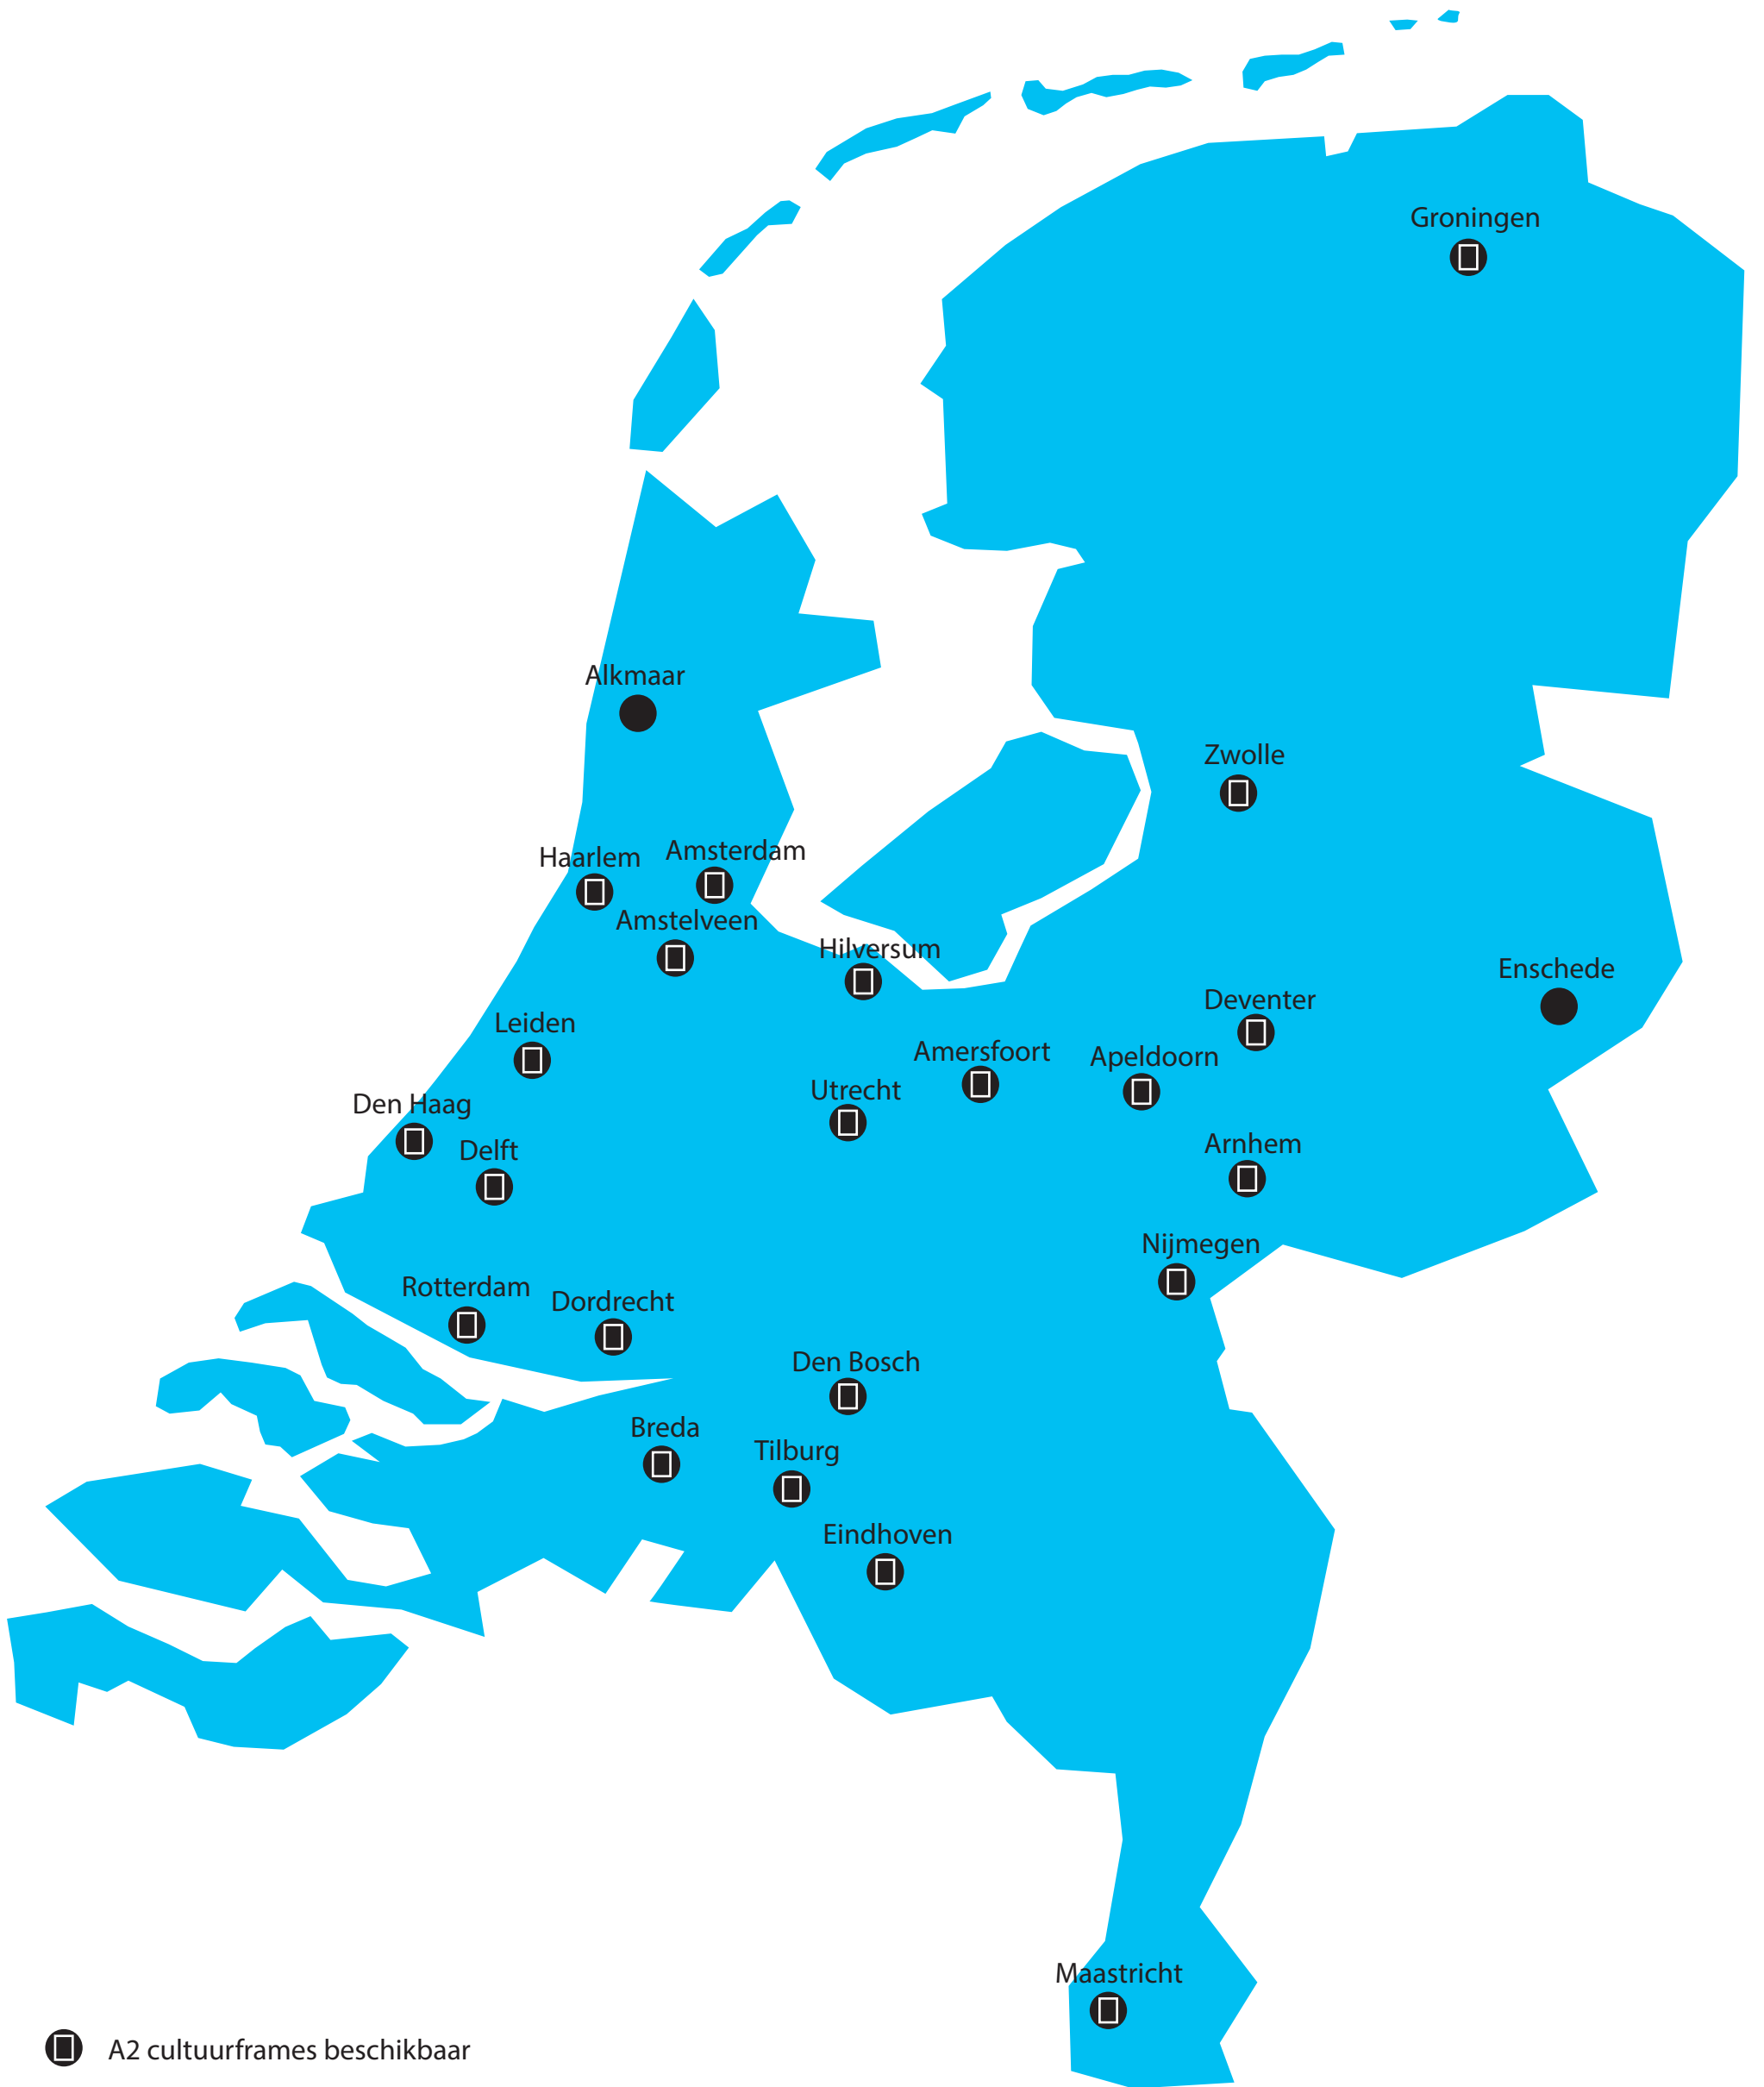 Groningen
Alkmaar
Zwolle
Haarlem
Amsterdam
Amstelveen
Hilversum
Enschede
Deventer
Leiden
Amersfoort
Apeldoorn
Utrecht
Den Haag
Delft
Arnhem
Nijmegen
Rotterdam
Dordrecht
Den Bosch
Breda
Tilburg
Eindhoven
Maastricht
A2 cultuurframes beschikbaar